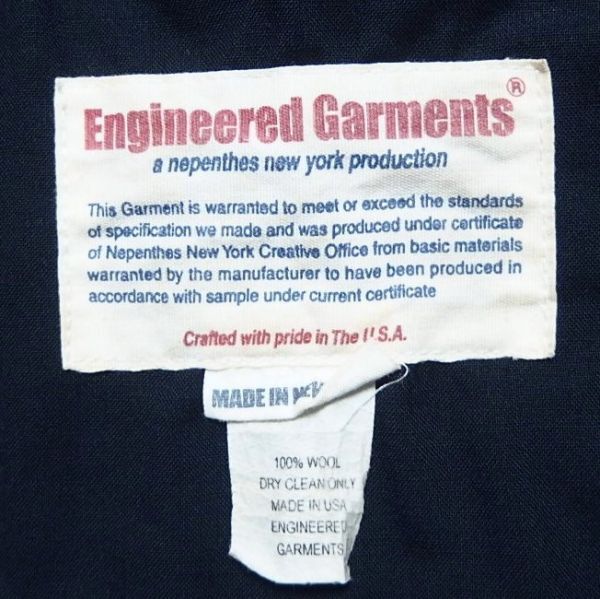 Engineered Garments®
a nepenthes new york production
This Garment is warranted to meet or exceed the standards
of specification we made and was produced under certificate
of Nepenthes New York Creative Office from basic materials
warranted by the manufacturer to have been produced in
accordance with sample under current certificate
Crafted with pride in The U.S.A.
MADE IN
100% WOOL
DRY CLEAN ONLY
MADE IN USA
ENGINEERED
GARMENTS